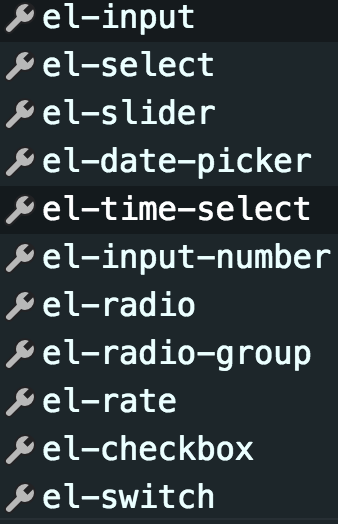 el-input
el-select
el-slider
el-date-picker
el-time-select
el-input-number
el-radio
el-radio-group
el-rate
el-checkbox
el-switch